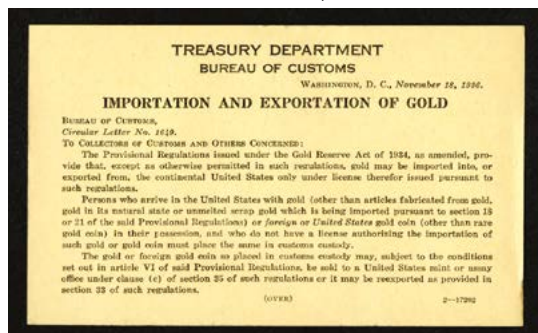 TREASURY DEPARTMENT
BUREAU OF CUSTOMS
WASHINGTON, D. C., November 18, 1936.
IMPORTATION AND EXPORTATION OF GOLD
BUREAU OF CUSTOMS,
Circular Letter No. 1619.
TO COLLECTORS OF CUSTOMS AND OTHERS CONCERNED:
The Provisional Regulations issued under the Gold Reserve Act of 1934, as amended, pro-
vide that, except as otherwise permitted in such regulations, gold may be imported into, or
exported from, the continental United States only under license therefor issued pursuant to
such regulations.
Persons who arrive in the United States with gold (other than articles fabricated from gold,
gold in its natural state or unmelted scrap gold which is being imported pursuant to section 18
or 21 of the said Provisional Regulations) or foreign or United States gold coin (other than rare
gold coin) in their possession, and who do not have a license authorizing the importation of
such gold or gold coin must place the same in customs custody.
The gold or foreign gold coin so placed in customs custody may, subject to the conditions
set out in article VI of said Provisional Regulations, be sold to a United States mint or assay
office under clause (c) of section 35 of such regulations or it may be reexported as provided in
section 33 of such regulations.
(OVER)
2—17292